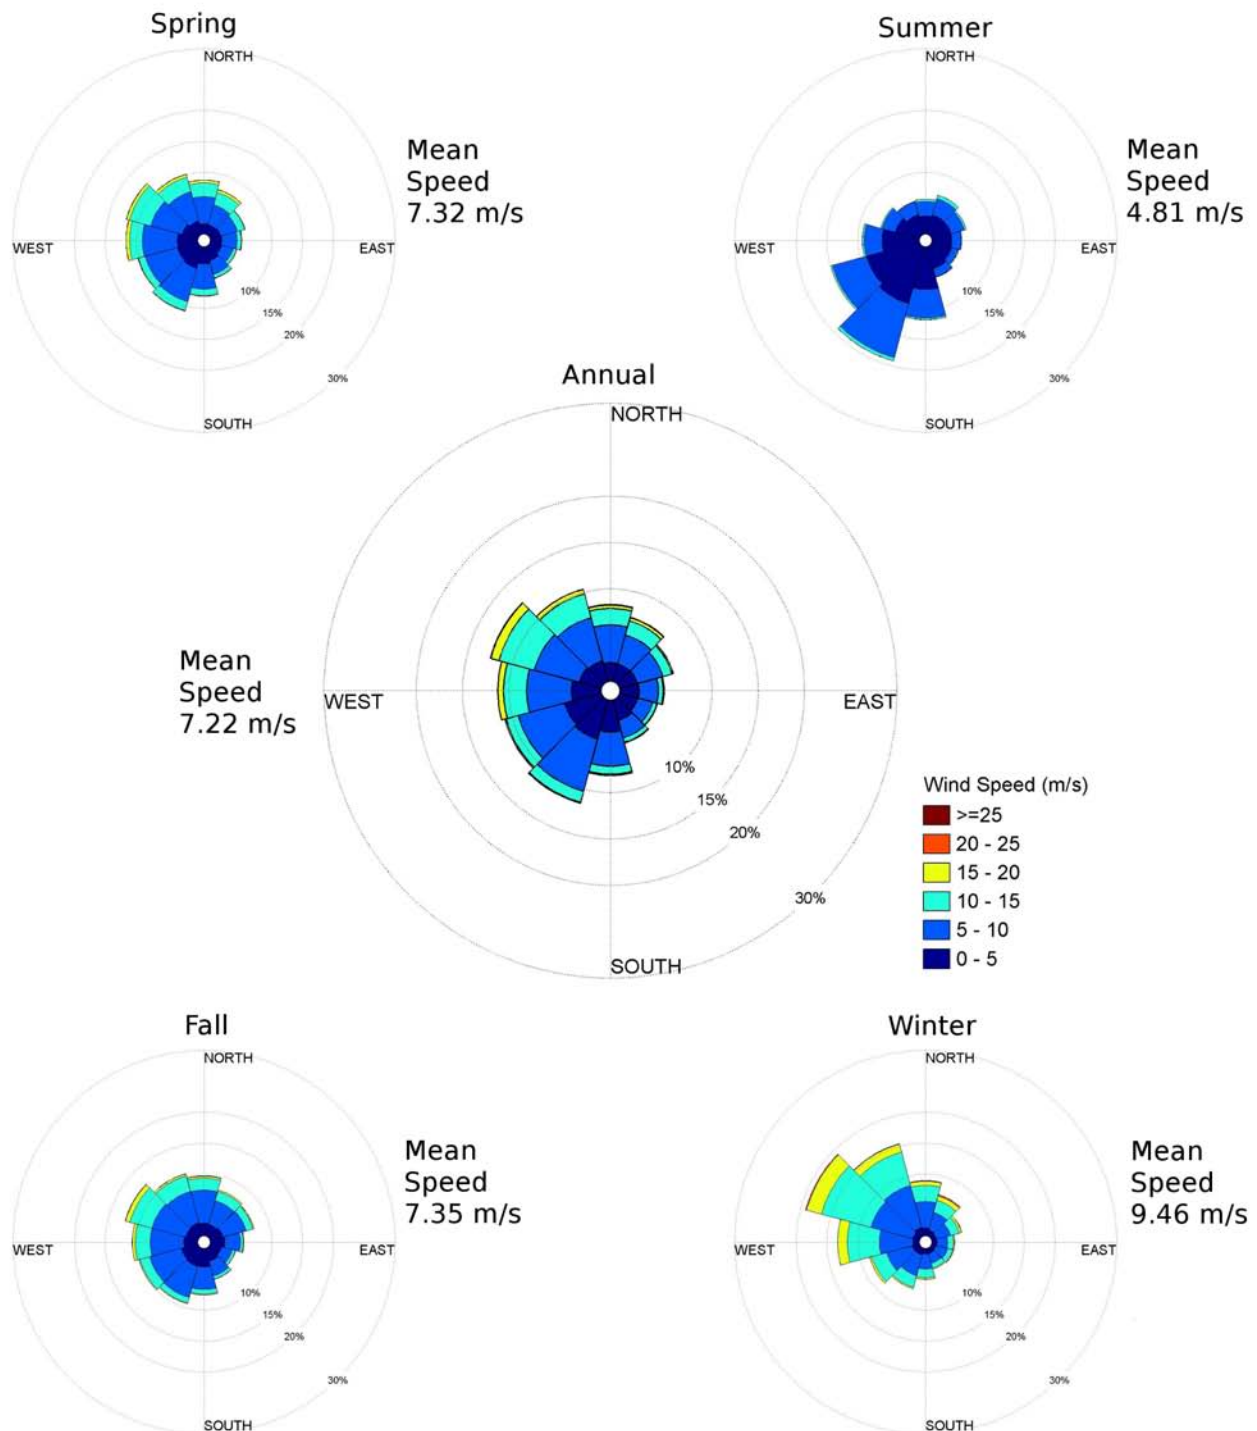 Spring
NORTH
Mean
Speed
7.32 m/s
WEST
EAST
10%
15%
20%
30%
SOUTH
Summer
NORTH
Mean
Speed
4.81 m/s
WEST
EAST
10%
15%
20%
30%
SOUTH
Annual
NORTH
Mean
Speed
7.22 m/s
WEST
EAST
10%
15%
20%
30%
SOUTH
Wind Speed (m/s)
>=25
20 - 25
15 - 20
10 - 15
5 - 10
0 - 5
Fall
NORTH
Mean
Speed
7.35 m/s
WEST
EAST
10%
15%
20%
30%
SOUTH
Winter
NORTH
Mean
Speed
9.46 m/s
WEST
EAST
10%
15%
20%
30%
SOUTH